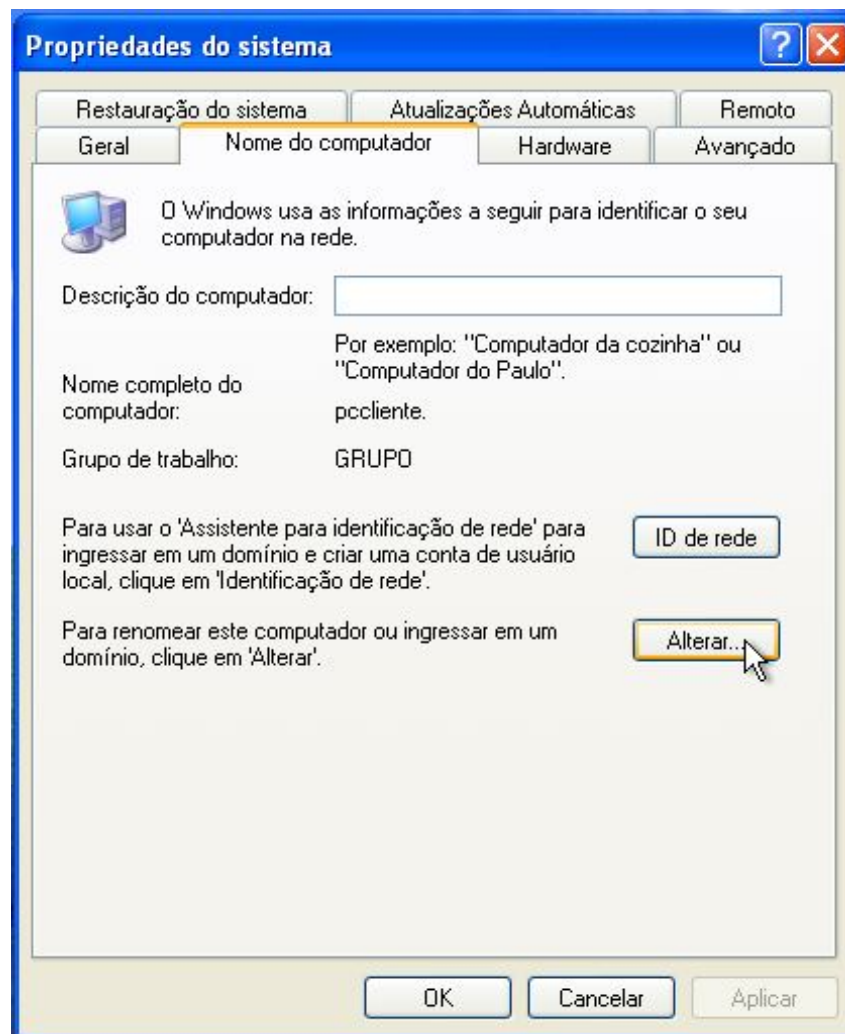 Propriedades do sistema
Restauração do sistema
Atualizações Automáticas
Remoto
Geral
Nome do computador
Hardware
Avançado
O Windows usa as informações a seguir para identificar o seu
computador na rede.
Descrição do computador:
Por exemplo: "Computador da cozinha" ou
"Computador do Paulo".
Nome completo do
computador:
pccliente.
Grupo de trabalho:
GRUPO
Para usar o 'Assistente para identificação de rede' para
ingressar em um domínio e criar uma conta de usuário
local, clique em 'Identificação de rede'.
ID de rede
Para renomear este computador ou ingressar em um
domínio, clique em 'Alterar'.
Alterar...
OK
Cancelar
Aplicar